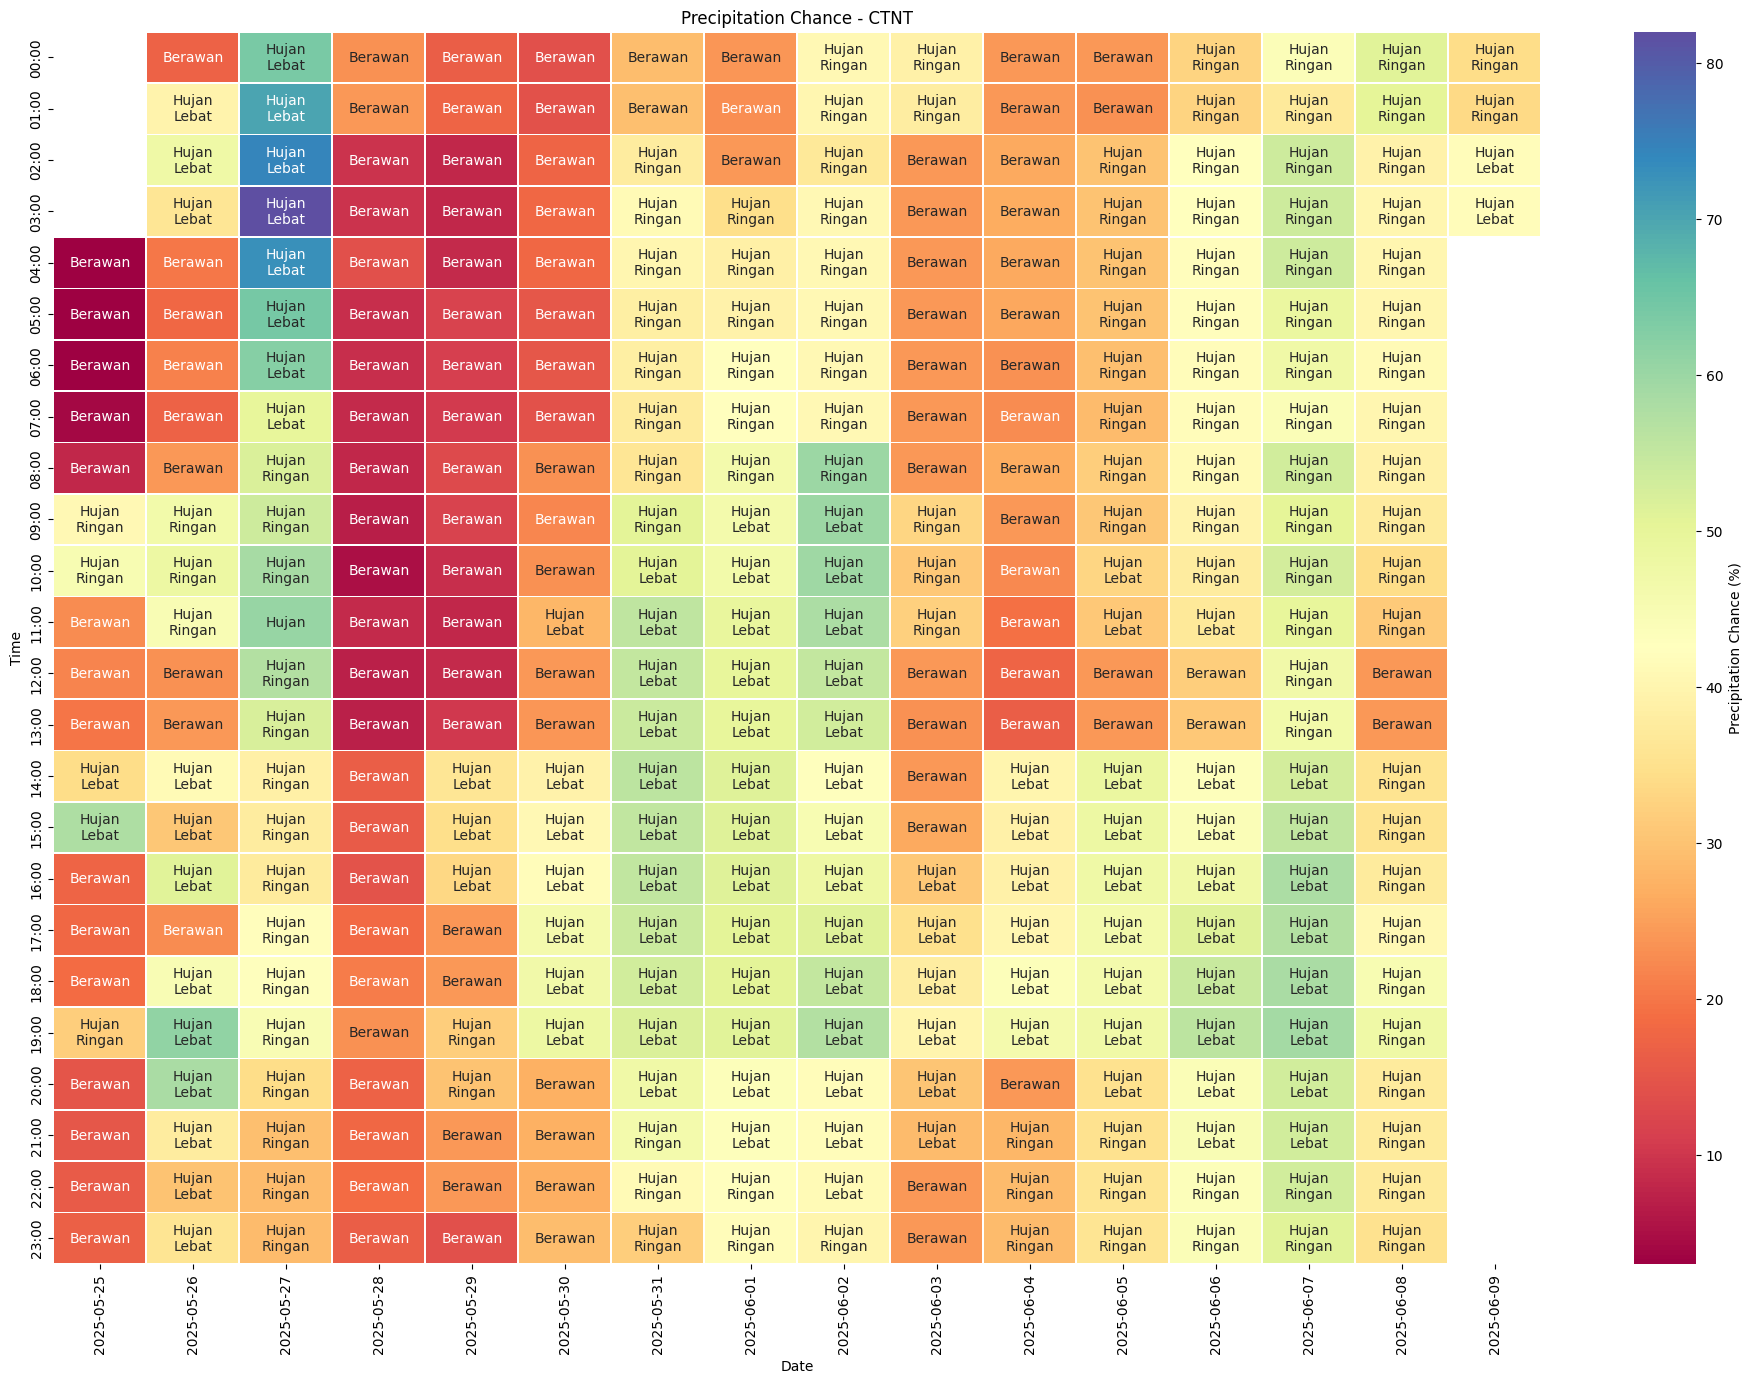 Precipitation Chance - CTNT
00:00 Berawan Hujan Lebat Berawan Berawan Berawan Berawan Berawan Hujan Ringan Hujan Ringan Berawan Berawan Hujan Ringan Hujan Ringan Hujan Ringan Hujan Ringan
01:00 Hujan Lebat Hujan Lebat Berawan Berawan Berawan Berawan Berawan Hujan Ringan Hujan Ringan Berawan Berawan Hujan Ringan Hujan Ringan Hujan Ringan Hujan Ringan
02:00 Hujan Lebat Hujan Lebat Berawan Berawan Berawan Hujan Ringan Berawan Hujan Ringan Berawan Berawan Hujan Ringan Hujan Ringan Hujan Ringan Hujan Ringan Hujan Lebat
03:00 Hujan Lebat Hujan Lebat Berawan Berawan Berawan Hujan Ringan Hujan Ringan Hujan Ringan Berawan Berawan Hujan Ringan Hujan Ringan Hujan Ringan Hujan Ringan Hujan Lebat
04:00 Berawan Berawan Hujan Lebat Berawan Berawan Berawan Hujan Ringan Hujan Ringan Hujan Ringan Berawan Berawan Hujan Ringan Hujan Ringan Hujan Ringan Hujan Ringan
05:00 Berawan Berawan Hujan Lebat Berawan Berawan Berawan Hujan Ringan Hujan Ringan Hujan Ringan Berawan Berawan Hujan Ringan Hujan Ringan Hujan Ringan Hujan Ringan
06:00 Berawan Berawan Hujan Lebat Berawan Berawan Berawan Hujan Ringan Hujan Ringan Hujan Ringan Berawan Berawan Hujan Ringan Hujan Ringan Hujan Ringan Hujan Ringan
07:00 Berawan Berawan Hujan Lebat Berawan Berawan Berawan Hujan Ringan Hujan Ringan Hujan Ringan Berawan Berawan Hujan Ringan Hujan Ringan Hujan Ringan Hujan Ringan
08:00 Berawan Berawan Hujan Ringan Berawan Berawan Berawan Hujan Ringan Hujan Ringan Hujan Ringan Berawan Berawan Hujan Ringan Hujan Ringan Hujan Ringan Hujan Ringan
09:00 Hujan Ringan Hujan Ringan Hujan Ringan Berawan Berawan Berawan Hujan Ringan Hujan Lebat Hujan Lebat Hujan Ringan Berawan Hujan Ringan Hujan Ringan Hujan Ringan Hujan Ringan
10:00 Hujan Ringan Hujan Ringan Hujan Ringan Berawan Berawan Berawan Hujan Lebat Hujan Lebat Hujan Lebat Hujan Ringan Berawan Hujan Lebat Hujan Ringan Hujan Ringan Hujan Ringan
11:00 Berawan Hujan Ringan Hujan Berawan Berawan Hujan Lebat Hujan Lebat Hujan Lebat Hujan Lebat Hujan Ringan Berawan Hujan Lebat Hujan Lebat Hujan Ringan Hujan Ringan
12:00 Berawan Berawan Hujan Ringan Berawan Berawan Berawan Hujan Lebat Hujan Lebat Hujan Lebat Berawan Berawan Berawan Berawan Hujan Ringan Berawan
13:00 Berawan Berawan Hujan Ringan Berawan Berawan Berawan Hujan Lebat Hujan Lebat Hujan Lebat Berawan Berawan Berawan Berawan Hujan Ringan Berawan
14:00 Hujan Lebat Hujan Lebat Hujan Ringan Berawan Hujan Lebat Hujan Lebat Hujan Lebat Hujan Lebat Hujan Lebat Berawan Hujan Lebat Hujan Lebat Hujan Lebat Hujan Lebat Hujan Ringan
15:00 Hujan Lebat Hujan Lebat Hujan Ringan Berawan Hujan Lebat Hujan Lebat Hujan Lebat Hujan Lebat Hujan Lebat Berawan Hujan Lebat Hujan Lebat Hujan Lebat Hujan Lebat Hujan Ringan
16:00 Berawan Hujan Lebat Hujan Ringan Berawan Hujan Lebat Hujan Lebat Hujan Lebat Hujan Lebat Hujan Lebat Hujan Lebat Hujan Lebat Hujan Lebat Hujan Lebat Hujan Lebat Hujan Ringan
17:00 Berawan Berawan Hujan Ringan Berawan Berawan Hujan Lebat Hujan Lebat Hujan Lebat Hujan Lebat Hujan Lebat Hujan Lebat Hujan Lebat Hujan Lebat Hujan Lebat Hujan Ringan
18:00 Berawan Hujan Lebat Hujan Ringan Berawan Berawan Hujan Lebat Hujan Lebat Hujan Lebat Hujan Lebat Hujan Lebat Hujan Lebat Hujan Lebat Hujan Lebat Hujan Lebat Hujan Ringan
19:00 Hujan Ringan Hujan Lebat Hujan Ringan Berawan Hujan Ringan Hujan Lebat Hujan Lebat Hujan Lebat Hujan Lebat Hujan Lebat Hujan Lebat Hujan Lebat Hujan Lebat Hujan Lebat Hujan Ringan
20:00 Berawan Hujan Lebat Hujan Ringan Berawan Hujan Ringan Berawan Hujan Lebat Hujan Lebat Hujan Lebat Hujan Lebat Berawan Hujan Lebat Hujan Lebat Hujan Lebat Hujan Ringan
21:00 Berawan Hujan Lebat Hujan Ringan Berawan Berawan Berawan Hujan Ringan Hujan Lebat Hujan Lebat Hujan Lebat Hujan Ringan Hujan Ringan Hujan Lebat Hujan Lebat Hujan Ringan
22:00 Berawan Hujan Lebat Hujan Ringan Berawan Berawan Berawan Hujan Ringan Hujan Ringan Hujan Lebat Berawan Hujan Ringan Hujan Ringan Hujan Ringan Hujan Ringan Hujan Ringan
23:00 Berawan Hujan Lebat Hujan Ringan Berawan Berawan Berawan Hujan Ringan Hujan Ringan Hujan Ringan Berawan Hujan Ringan Hujan Ringan Hujan Ringan Hujan Ringan Hujan Ringan
Time
2025-05-25 2025-05-26 2025-05-27 2025-05-28 2025-05-29 2025-05-30 2025-05-31 2025-06-01 2025-06-02 2025-06-03 2025-06-04 2025-06-05 2025-06-06 2025-06-07 2025-06-08 2025-06-09
Date
80
70
60
50
40
30
20
10
Precipitation Chance (%)